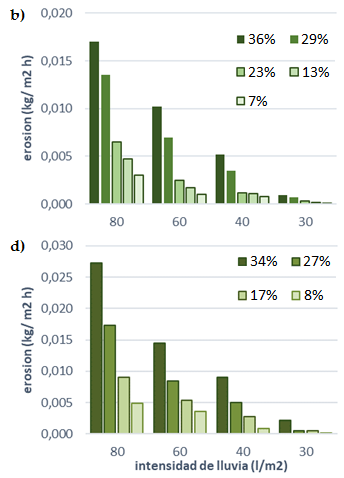 b)
erosion (kg/ m2 h)
0,020
0,015
0,010
0,005
0,000
36% 29%
23% 13%
7%
80 60 40 30
d)
erosion (kg/ m2 h)
0,030
0,025
0,020
0,015
0,010
0,005
0,000
34% 27%
17% 8%
80 60 40 30
intensidad de lluvia (l/m2)